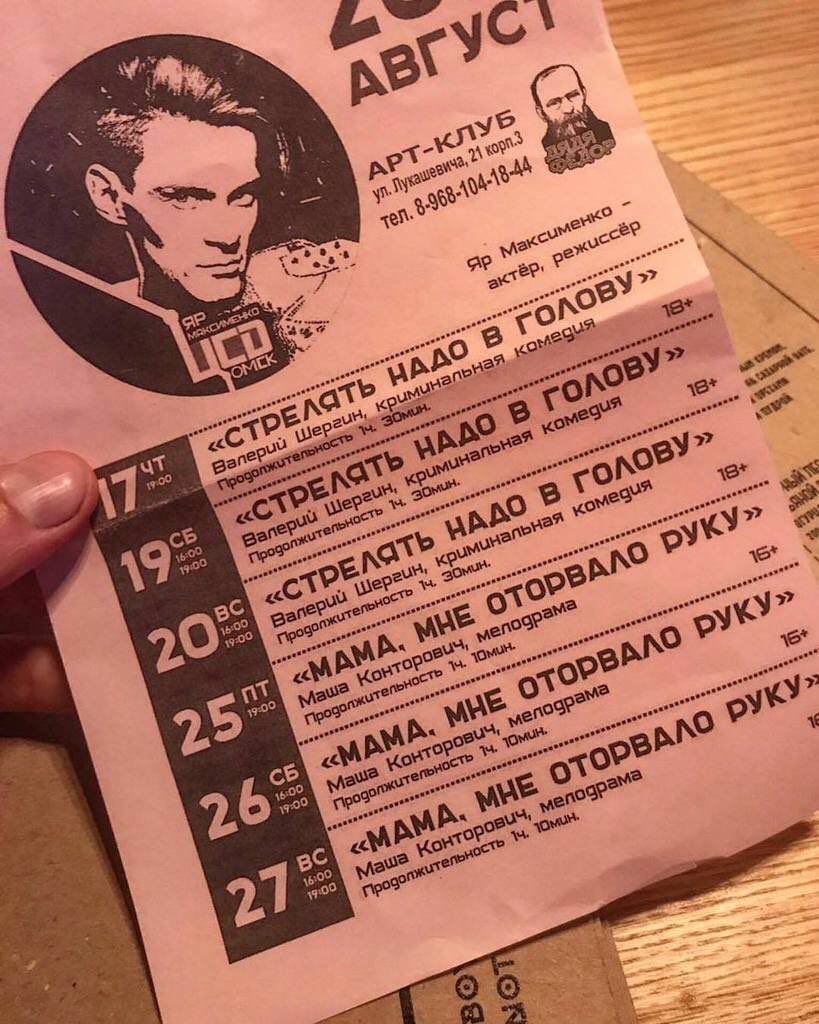 АВГУСТ
АРТ-КЛУБ
ул. Лукашевича, 21 корп.3
тел. 8-968-104-18-44
ДЯДЯ
ФЁДОР
Яр Максименко -
актёр, режиссёр
ЯР
МАКСИМЕНКО
ОМСК
17 ЧТ
19:00
«СТРЕЛЯТЬ НАДО В ГОЛОВУ»
Валерий Шергин, криминальная комедия 18+
Продолжительность 1ч. 30мин.
19 СБ
16:00
19:00
«СТРЕЛЯТЬ НАДО В ГОЛОВУ»
Валерий Шергин, криминальная комедия 18+
Продолжительность 1ч. 30мин.
20 ВС
16:00
19:00
«СТРЕЛЯТЬ НАДО В ГОЛОВУ»
Валерий Шергин, криминальная комедия 18+
Продолжительность 1ч. 30мин.
25 ПТ
19:00
«МАМА, МНЕ ОТОРВАЛО РУКУ»
Маша Конторович, мелодрама 16+
Продолжительность 1ч. 10мин.
26 СБ
16:00
19:00
«МАМА, МНЕ ОТОРВАЛО РУКУ»
Маша Конторович, мелодрама 16+
Продолжительность 1ч. 10мин.
27 ВС
16:00
19:00
«МАМА, МНЕ ОТОРВАЛО РУКУ»
Маша Конторович, мелодрама
Продолжительность 1ч. 10мин.